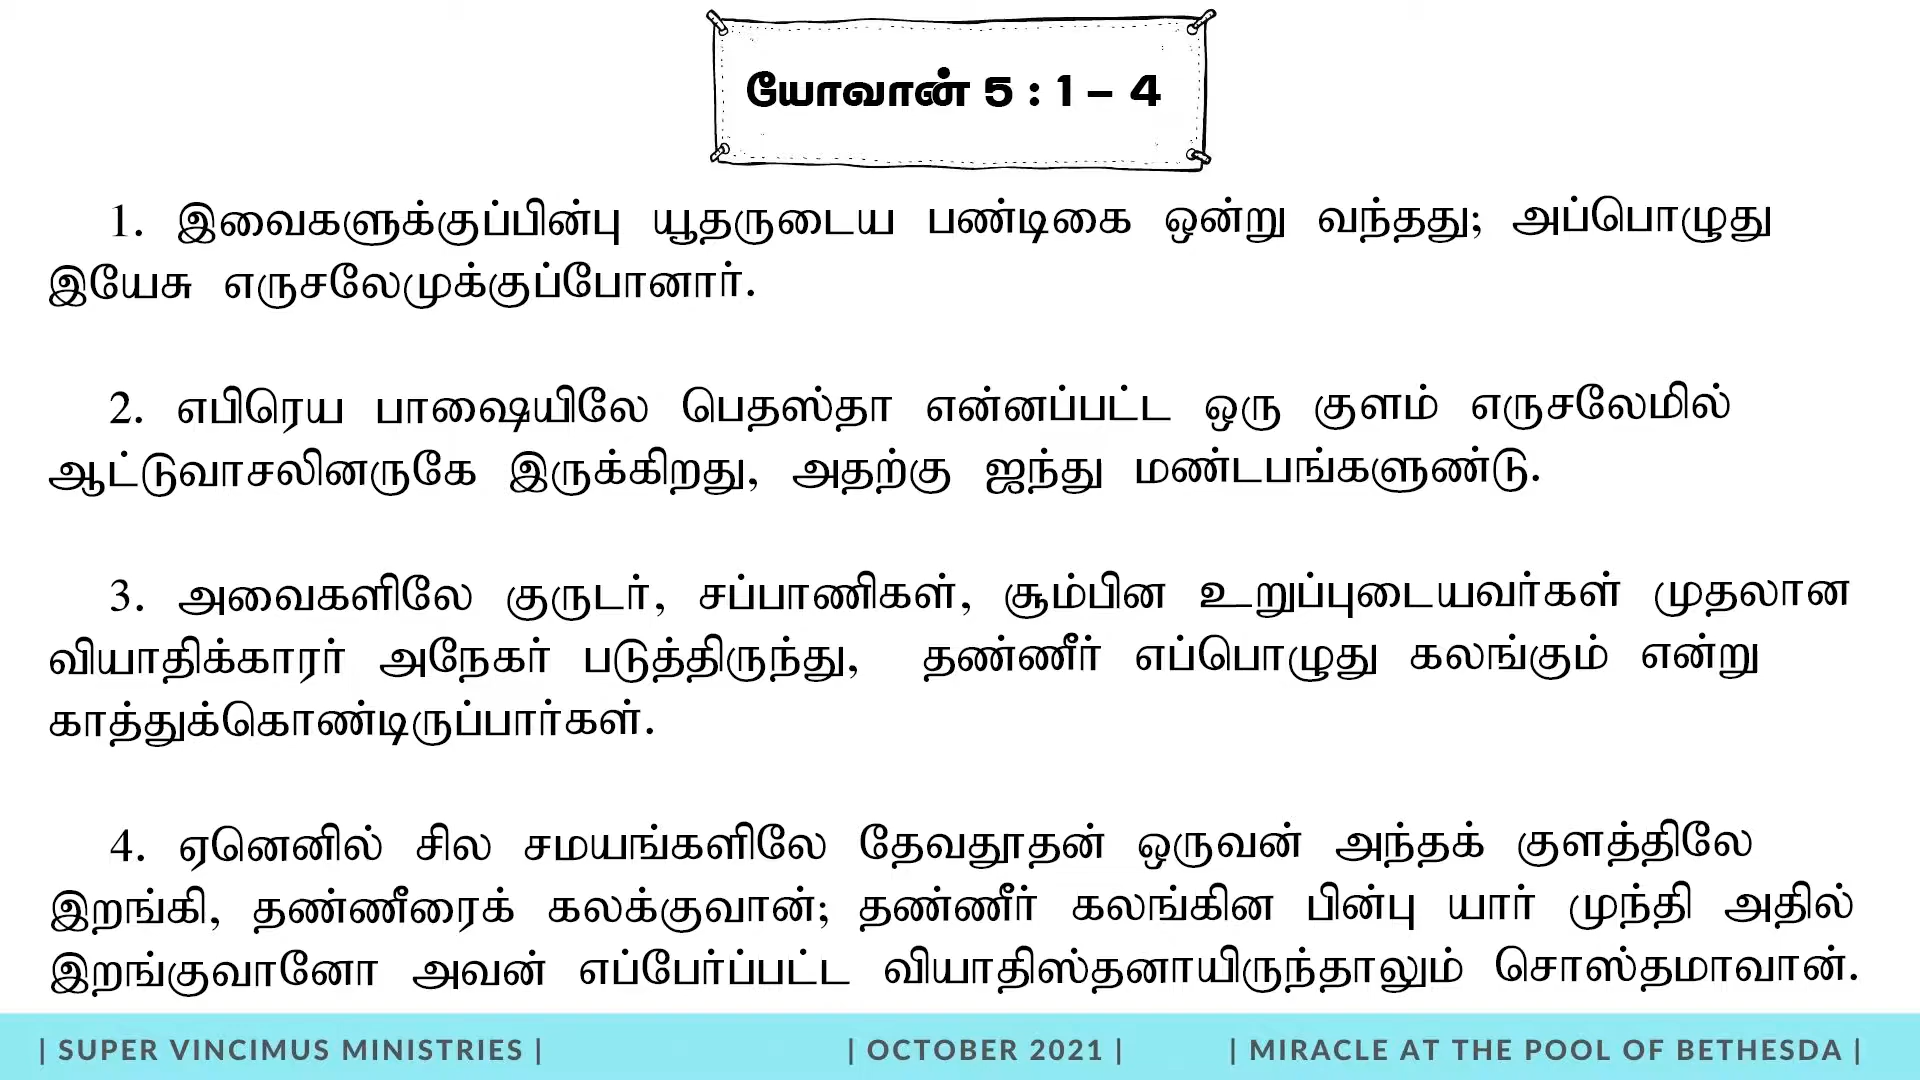 யோவான் 5 : 1 – 4
1. இவைகளுக்குப்பின்பு யூதருடைய பண்டிகை ஒன்று வந்தது; அப்பொழுது
இயேசு எருசலேமுக்குப்போனார்.
2. எபிரெய பாஷையிலே பெதஸ்தா என்னப்பட்ட ஒரு குளம் எருசலேமில்
ஆட்டுவாசலினருகே இருக்கிறது, அதற்கு ஐந்து மண்டபங்களுண்டு.
3. அவைகளிலே குருடர், சப்பாணிகள், சூம்பின உறுப்புடையவர்கள் முதலான
வியாதிக்காரர் அநேகர் படுத்திருந்து, தண்ணீர் எப்பொழுது கலங்கும் என்று
காத்துக்கொண்டிருப்பார்கள்.
4. ஏனெனில் சில சமயங்களிலே தேவதூதன் ஒருவன் அந்தக் குளத்திலே
இறங்கி, தண்ணீரைக் கலக்குவான்; தண்ணீர் கலங்கின பின்பு யார் முந்தி அதில்
இறங்குவானோ அவன் எப்பேர்ப்பட்ட வியாதிஸ்தனாயிருந்தாலும் சொஸ்தமாவான்.
| SUPER VINCIMUS MINISTRIES | | OCTOBER 2021 | | MIRACLE AT THE POOL OF BETHESDA |